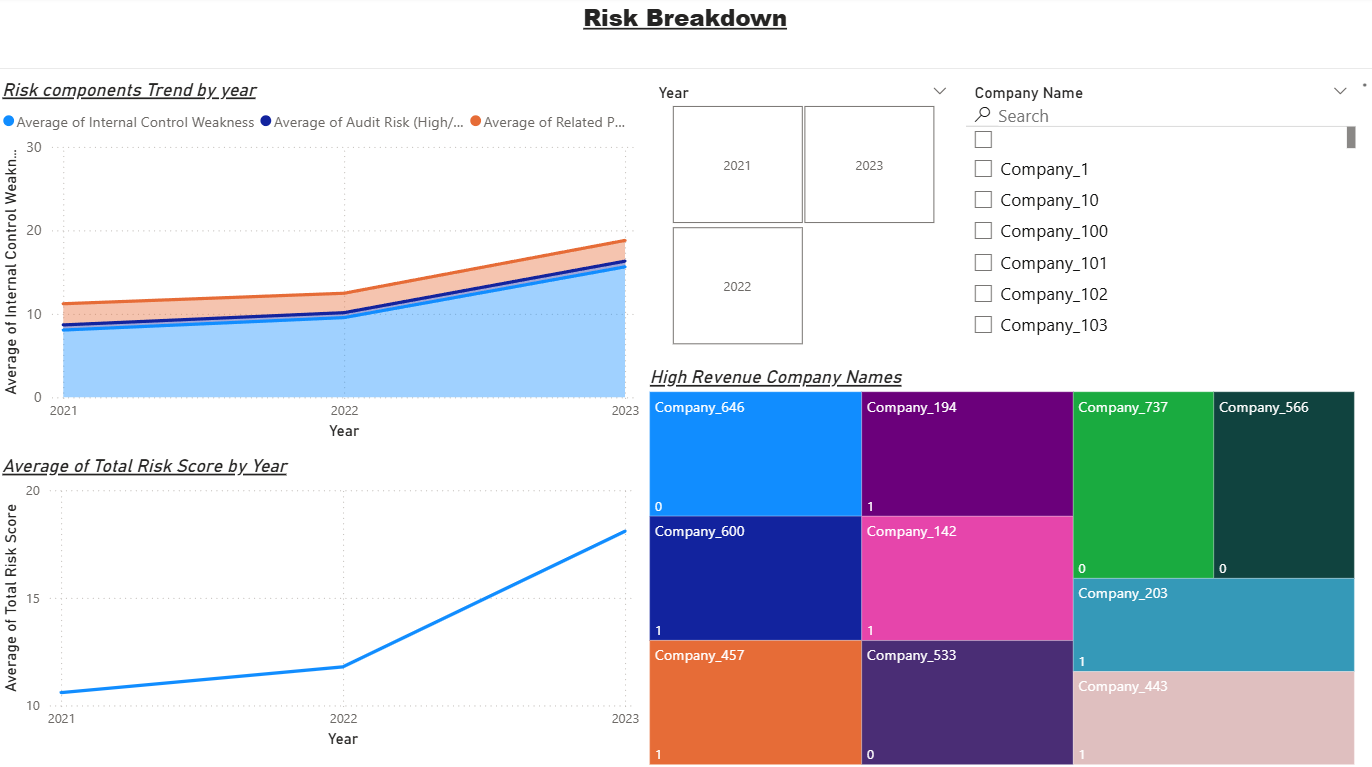 Risk Breakdown
Risk components Trend by year
Average of Internal Control Weakness Average of Audit Risk (High/... Average of Related P...
Average of Internal Control Weakn...
30
20
10
0
2021 2022 2023
Year
Average of Total Risk Score by Year
Average of Total Risk Score
20
15
10
2021 2022 2023
Year
Year
2021 2023
2022
Company Name
Search
Company_1
Company_10
Company_100
Company_101
Company_102
Company_103
High Revenue Company Names
Company_646
0
Company_194
1
Company_737
0
Company_566
0
Company_600
1
Company_142
1
Company_203
1
Company_457
1
Company_533
0
Company_443
1